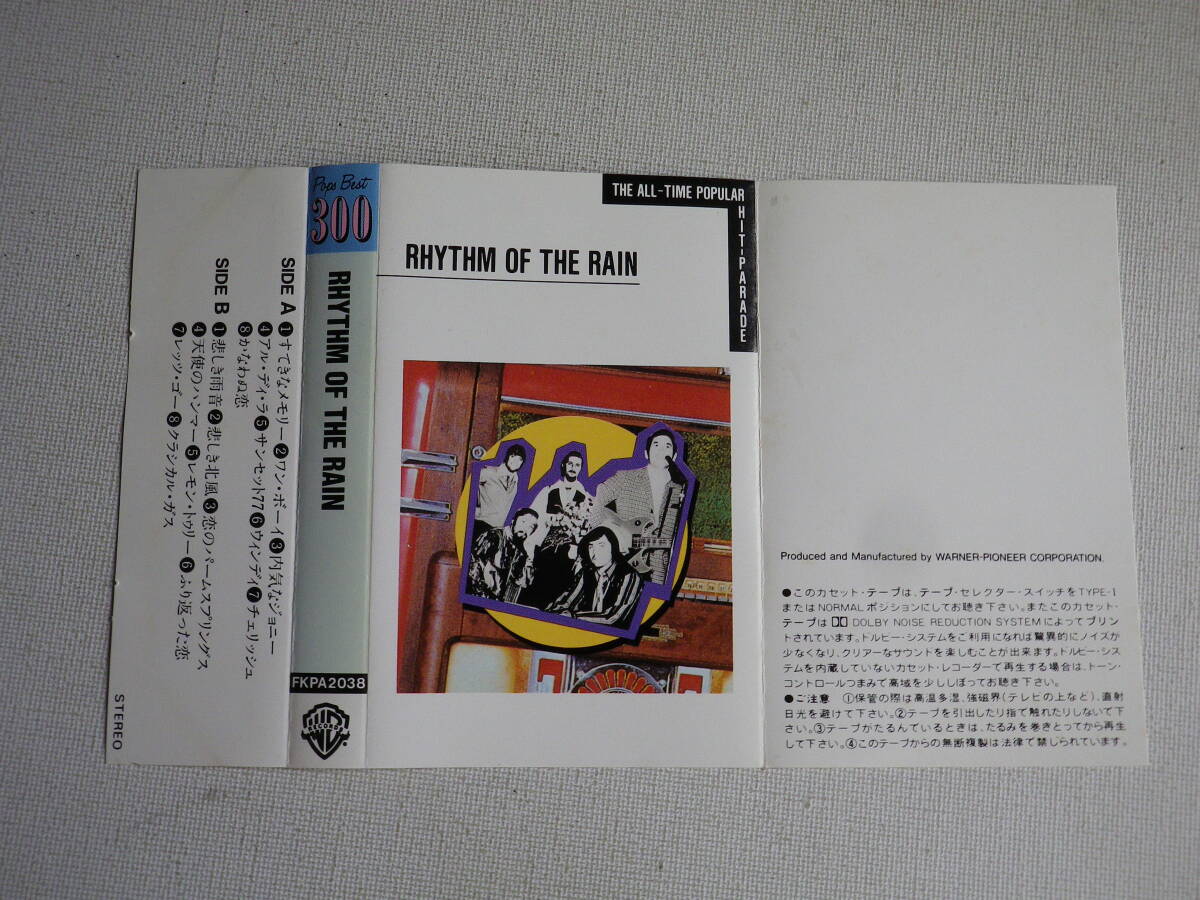 SIDE A ❶すてきなメモリー❷ワン・ボーイ❸内気なジョニー
❹アル・ディ・ラ❺サンセット77❻ウィンディ❼チェリッシュ
❽かなわぬ恋
SIDE B ❶悲しき雨音❷悲しき北風❸恋のパームスプリングス
❹天使のハンマー❺レモン・トゥリー❻ふり返った恋
❼レッツ・ゴー❽クラシカル・ガス
STEREO
Pops Best
300
RHYTHM OF THE RAIN
FKPA2038
WB
RECORDS
THE ALL-TIME POPULAR
HIT-PARADE
RHYTHM OF THE RAIN
Produced and Manufactured by WARNER-PIONEER CORPORATION.
●このカセット・テープは、テープ・セレクター・スイッチをTYPE-I
またはNORMALポジションにしてお聴き下さい。またこのカセット・
テープは DOLBY NOISE REDUCTION SYSTEMによってプリン
トされています。ドルビー・システムをご利用になれば驚異的にノイズが
少なくなり、クリアーなサウンドを楽しむことが出来ます。ドルビー・シス
テムを内蔵していないカセット・レコーダーで再生する場合は、トーン・
コントロールつまみで高域を少ししぼってお聴き下さい。
●ご注意 ①保管の際は高温多湿、強磁界(テレビの上など)、直射
日光を避けて下さい。②テープを引出したり指で触れたりしないで下
さい。③テープがたるんでいるときは、たるみを巻きとってから再生
して下さい。④このテープからの無断複製は法律で禁じられています。